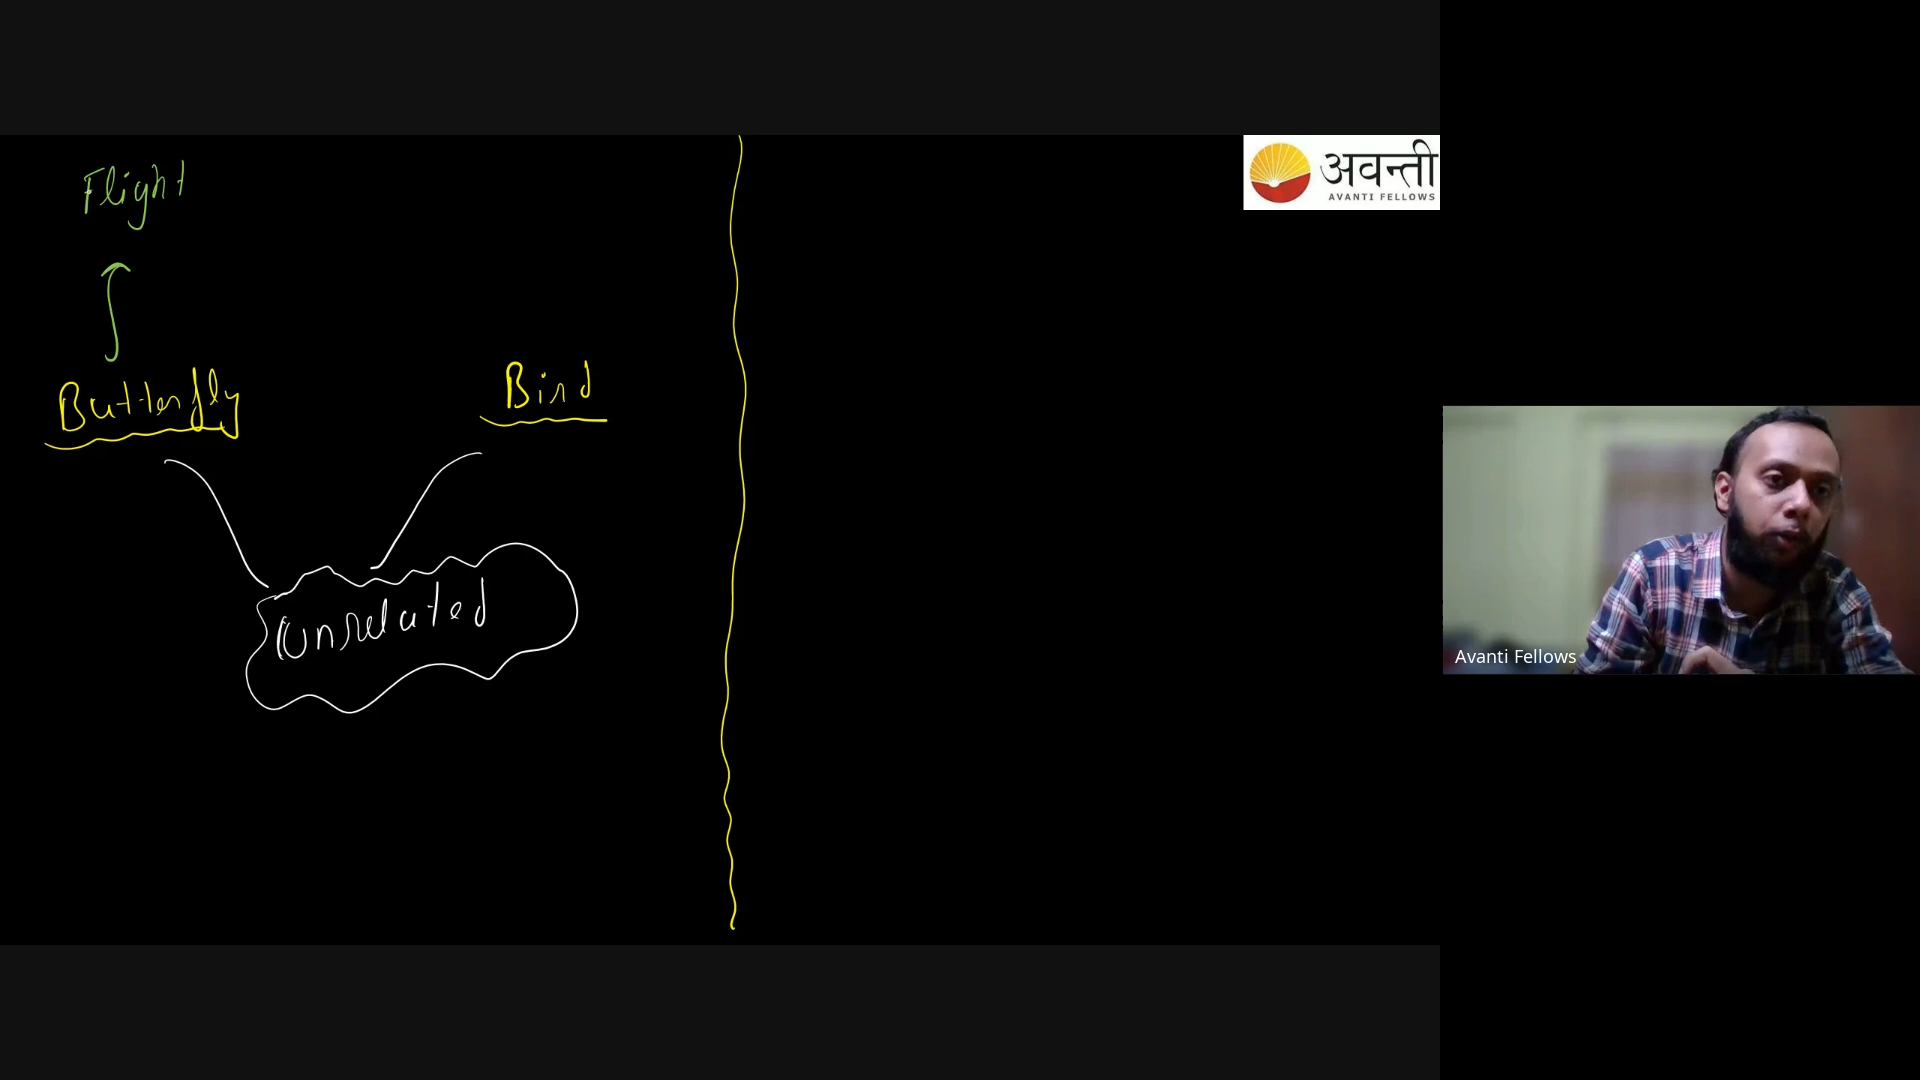 Flight
Butterfly
Bird
Unrelated
अवन्ती
AVANTI FELLOWS
Avanti Fellows